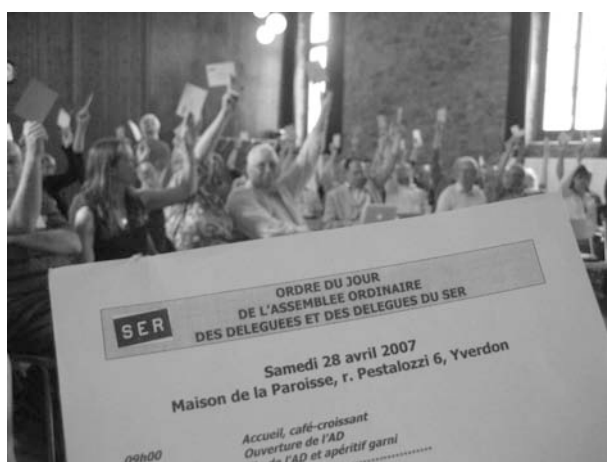 SER
ORDRE DU JOUR
DE L'ASSEMBLEE ORDINAIRE
DES DELEGUEES ET DES DELEGUES DU SER
Samedi 28 avril 2007
Maison de la Paroisse, r. Pestalozzi 6, Yverdon
09h00 Accueil, café-croissant
Ouverture de l'AD
de l'AD et apéritif garni